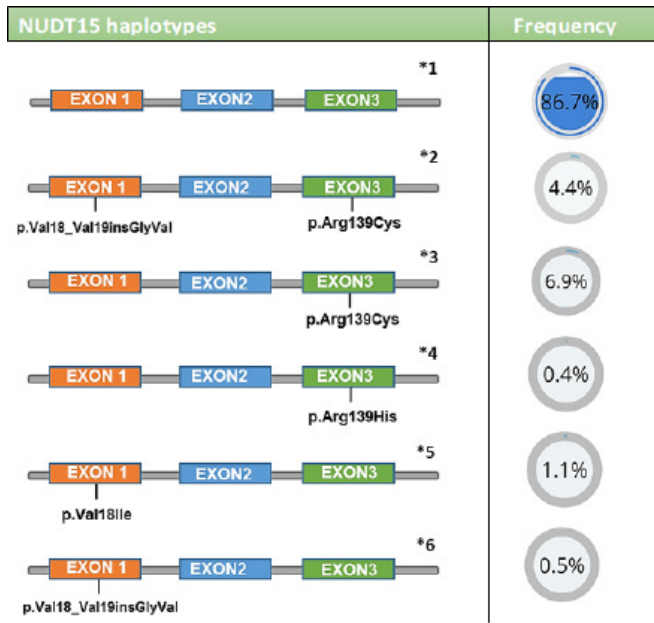 NUDT15 haplotypes Frequency
*1
EXON 1 EXON2 EXON3
86.7%
*2
EXON 1 EXON2 EXON3
4.4%
p.Val18_Val19insGlyVal p.Arg139Cys
*3
EXON 1 EXON2 EXON3
6.9%
p.Arg139Cys
*4
EXON 1 EXON2 EXON3
0.4%
p.Arg139His
*5
EXON 1 EXON2 EXON3
1.1%
p.Val18Ile
*6
EXON 1 EXON2 EXON3
0.5%
p.Val18_Val19insGlyVal